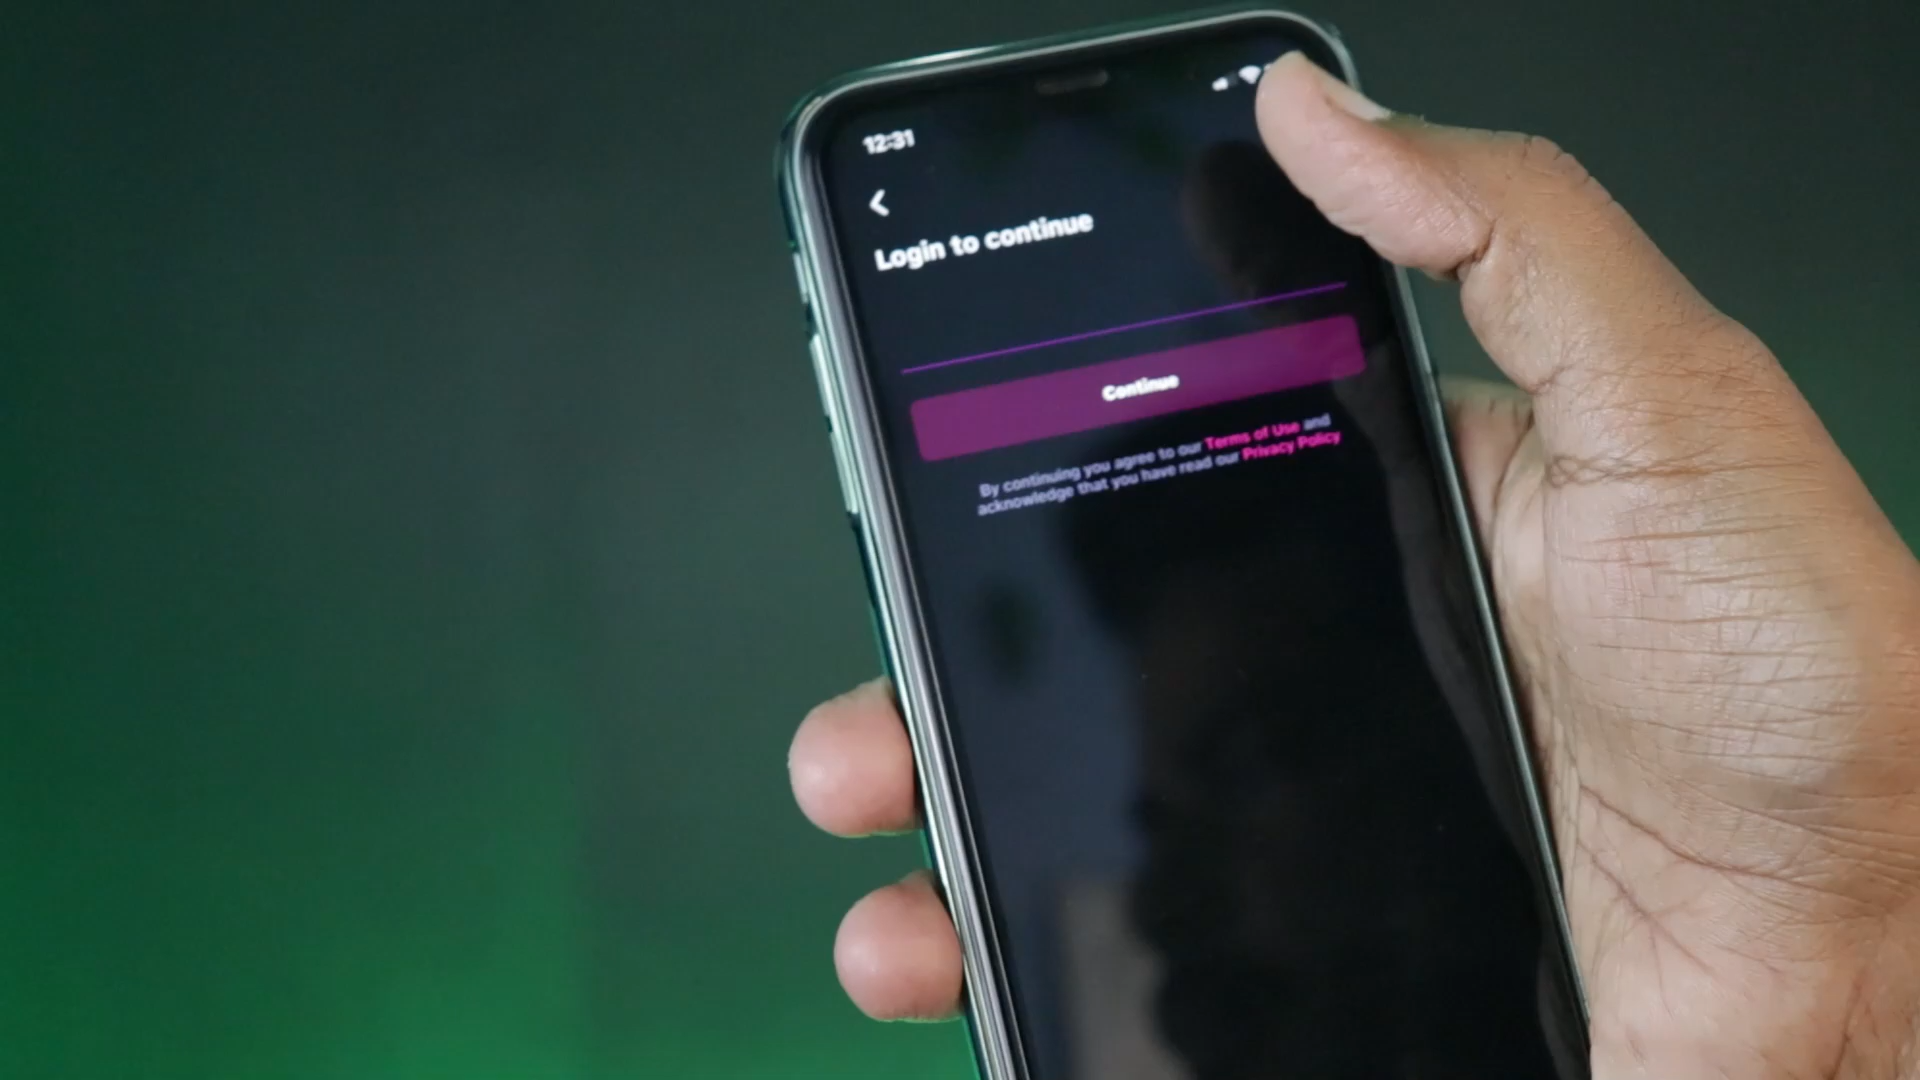 12:31
Login to continue
Continue
By continuing you agree to our Terms of Use and
acknowledge that you have read our Privacy Policy